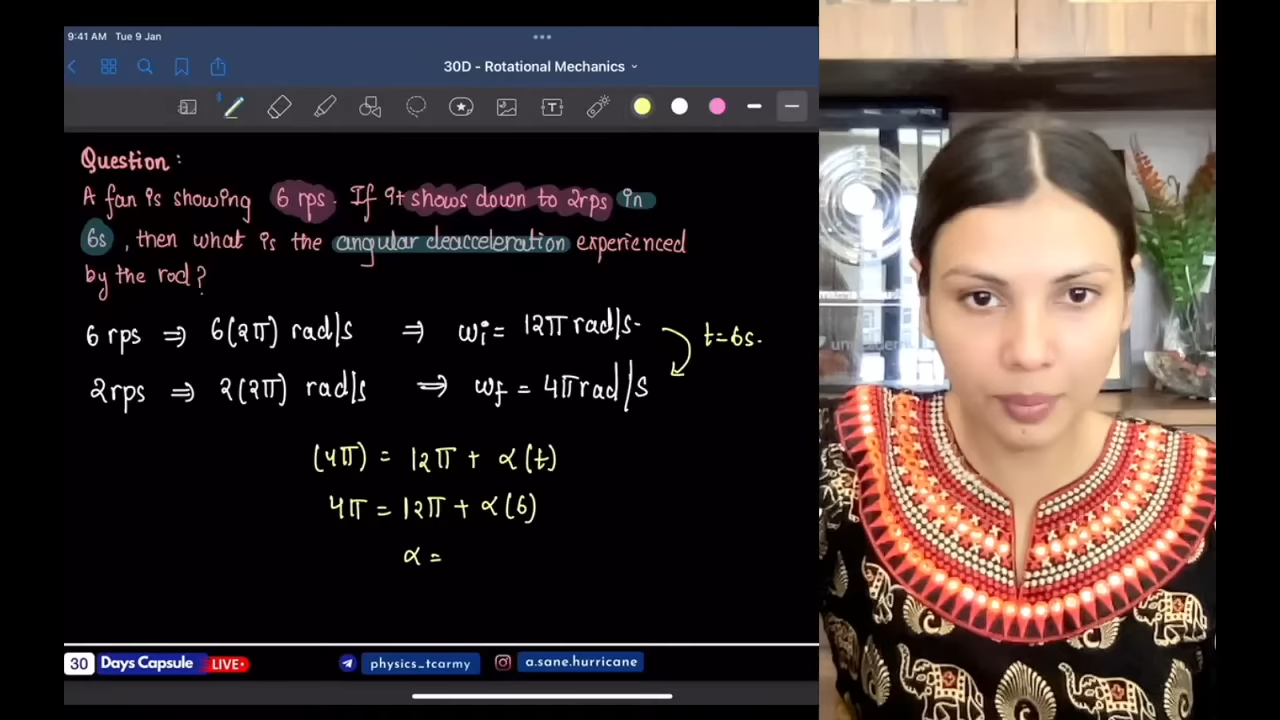 9:41 AM Tue 9 Jan
30D - Rotational Mechanics
Question:
A fan is showing 6 rps. If it shows down to 2rps in
6s, then what is the angular deacceleration experienced
by the rod?
6 rps ⇒ 6(2π) rad/s ⇒ wi = 12π rad/s. t=6s.
2rps ⇒ 2(2π) rad/s ⇒ wf = 4π rad/s
(4π) = 12π + α(t)
4π = 12π + α(6)
α =
30 Days Capsule LIVE
physics_tcarmy
a.sane.hurricane